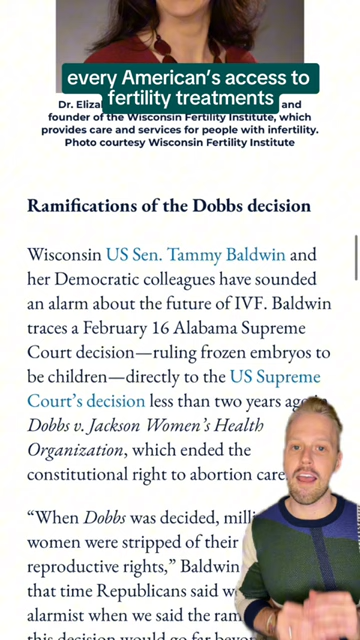 every American's access to
fertility treatments
Dr. Eliza and
founder of the Wisconsin Fertility Institute, which
provides care and services for people with infertility.
Photo courtesy Wisconsin Fertility Institute
Ramifications of the Dobbs decision
Wisconsin US Sen. Tammy Baldwin and
her Democratic colleagues have sounded
an alarm about the future of IVF. Baldwin
traces a February 16 Alabama Supreme
Court decision—ruling frozen embryos to
be children—directly to the US Supreme
Court's decision less than two years
Dobbs v. Jackson Women's Health
Organization, which ended the
constitutional right to abortion care
“When Dobbs was decided,
women were stripped of their
reproductive rights,” Baldwin
that time Republicans said
alarmist when we said the
this decision would go far